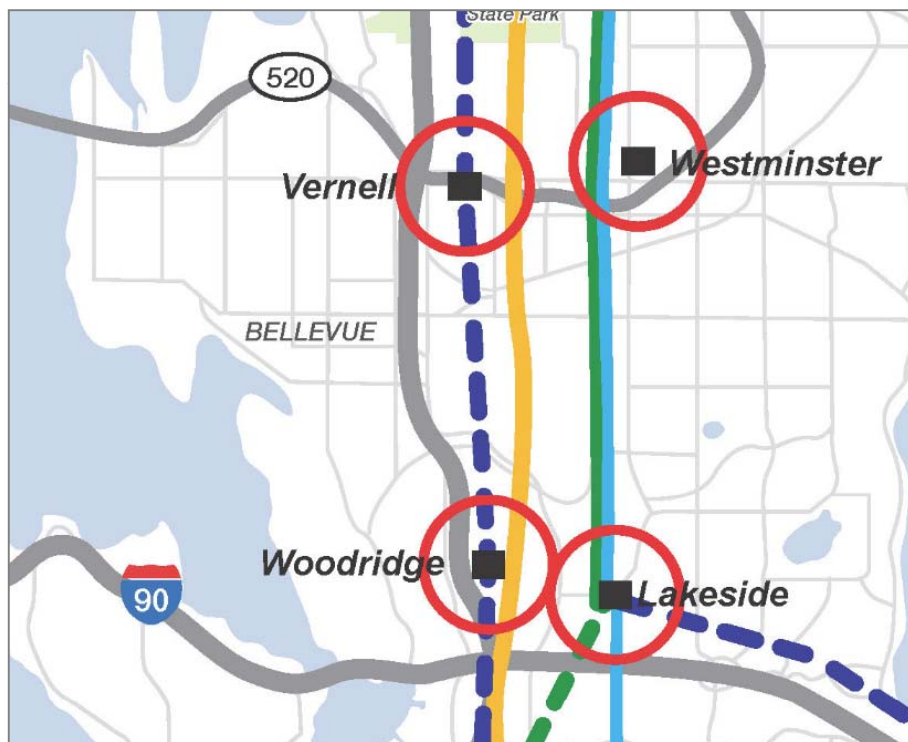 State Park
520
Westminster
Vernell
BELLEVUE
Woodridge
Lakeside
90